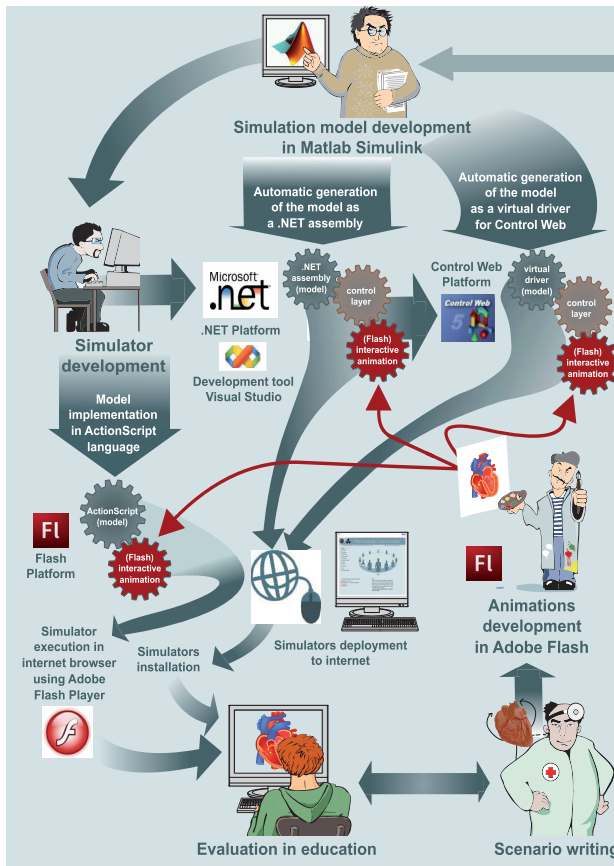 Simulation model development
in Matlab Simulink
Automatic generation
of the model as
a .NET assembly
Automatic generation
of the model
as a virtual driver
for Control Web
.NET
assembly
(model)
control
layer
(Flash)
interactive
animation
Control Web
Platform
Control Web
5
virtual
driver
(model)
control
layer
(Flash)
interactive
animation
Microsoft
.net
.NET Platform
Development tool
Visual Studio
Simulator
development
Model
implementation
in ActionScript
language
ActionScript
(model)
(Flash)
interactive
animation
Fl
Flash
Platform
Fl
Animations
development
in Adobe Flash
Simulator
execution in
internet browser
using Adobe
Flash Player
Simulators
installation
Simulators deployment
to internet
Evaluation in education
Scenario writing